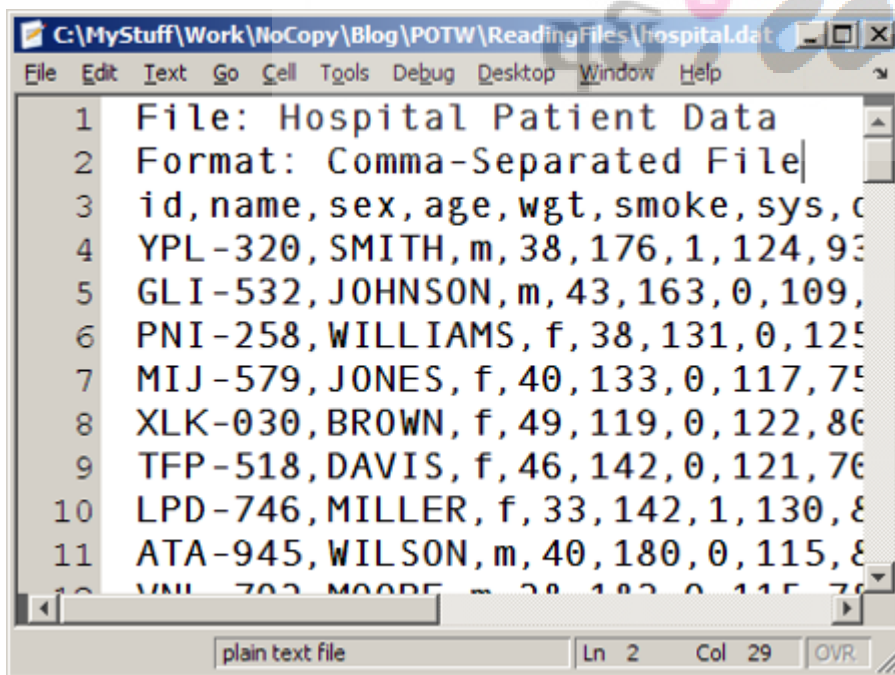 C:\MyStuff\Work\NoCopy\Blog\POTW\ReadingFiles\hospital.dat
File Edit Text Go Cell Tools Debug Desktop Window Help
1 File: Hospital Patient Data
2 Format: Comma-Separated File
3 id,name,sex,age,wgt,smoke,sys,
4 YPL-320,SMITH,m,38,176,1,124,93
5 GLI-532,JOHNSON,m,43,163,0,109,
6 PNI-258,WILLIAMS,f,38,131,0,125
7 MIJ-579,JONES,f,40,133,0,117,75
8 XLK-030,BROWN,f,49,119,0,122,80
9 TFP-518,DAVIS,f,46,142,0,121,70
10 LPD-746,MILLER,f,33,142,1,130,
11 ATA-945,WILSON,m,40,180,0,115,
plain text file Ln 2 Col 29 OVR